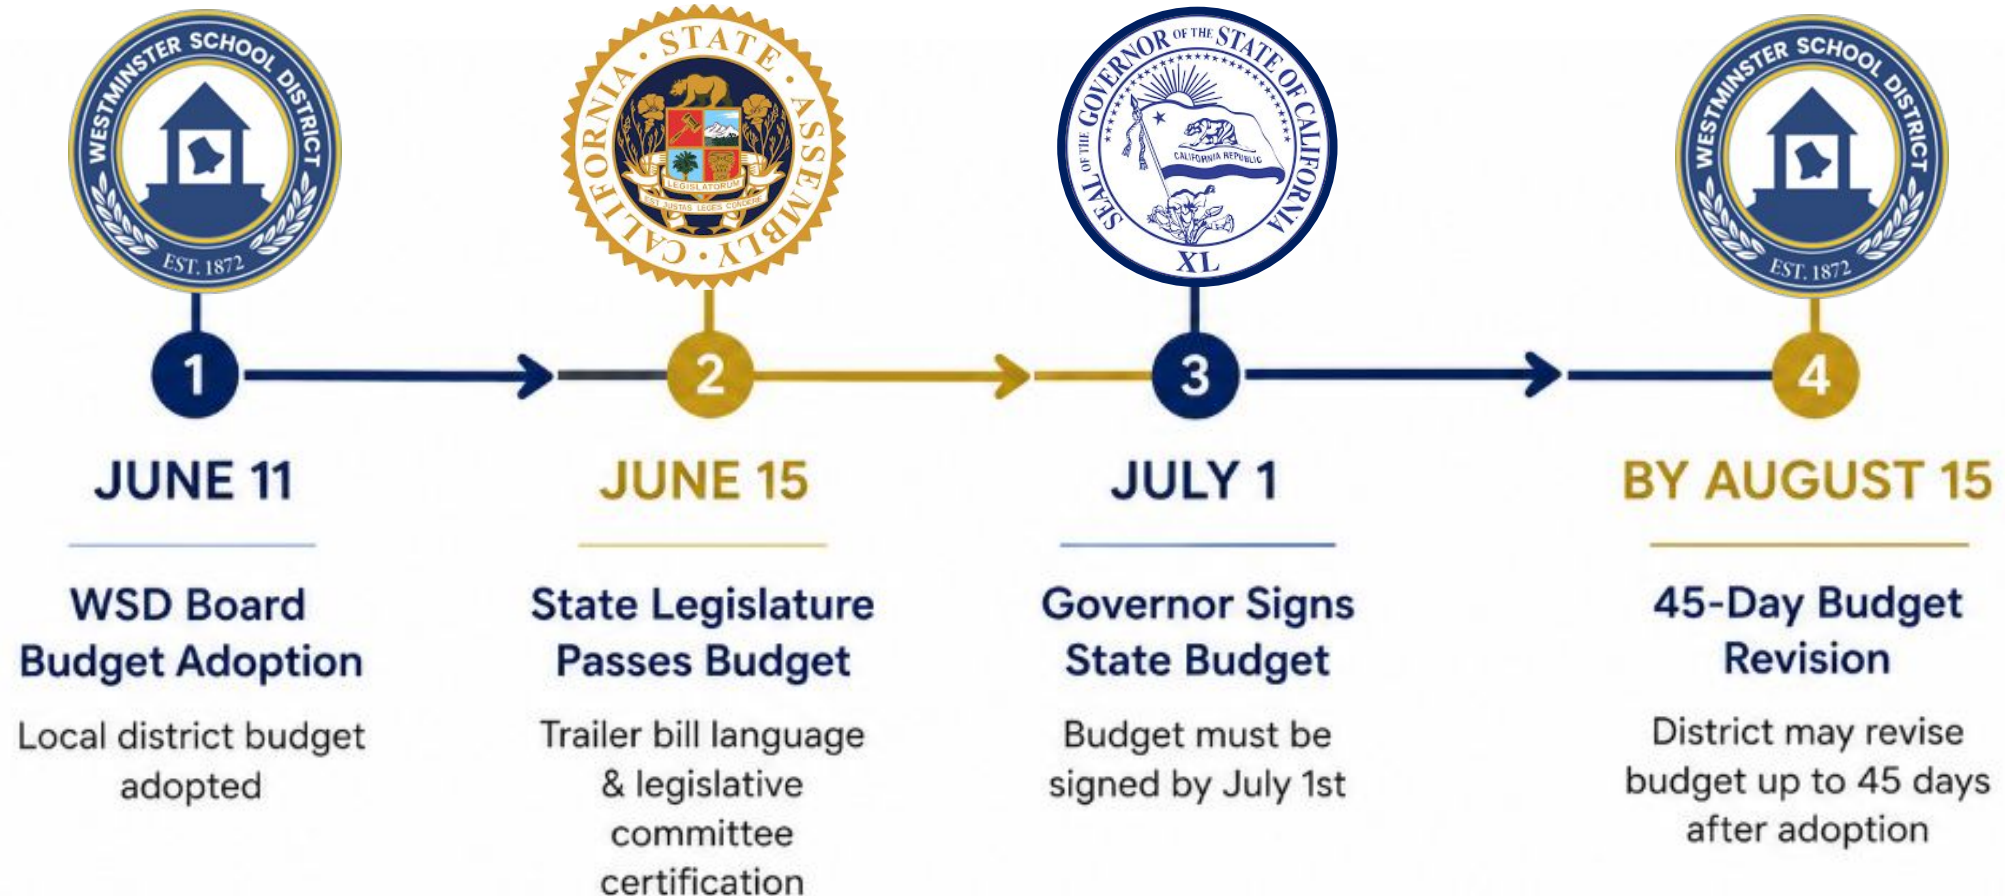 WESTMINSTER SCHOOL DISTRICT
EST. 1872
CALIFORNIA · STATE · ASSEMBLY ·
LEGISLATORUM
EST JUSTAS LEGES CONDERE
SEAL OF THE GOVERNOR OF THE STATE OF CALIFORNIA
CALIFORNIA REPUBLIC
XL
WESTMINSTER SCHOOL DISTRICT
EST. 1872
1
2
3
4
JUNE 11
WSD Board
Budget Adoption
Local district budget
adopted
JUNE 15
State Legislature
Passes Budget
Trailer bill language
& legislative
committee
certification
JULY 1
Governor Signs
State Budget
Budget must be
signed by July 1st
BY AUGUST 15
45-Day Budget
Revision
District may revise
budget up to 45 days
after adoption